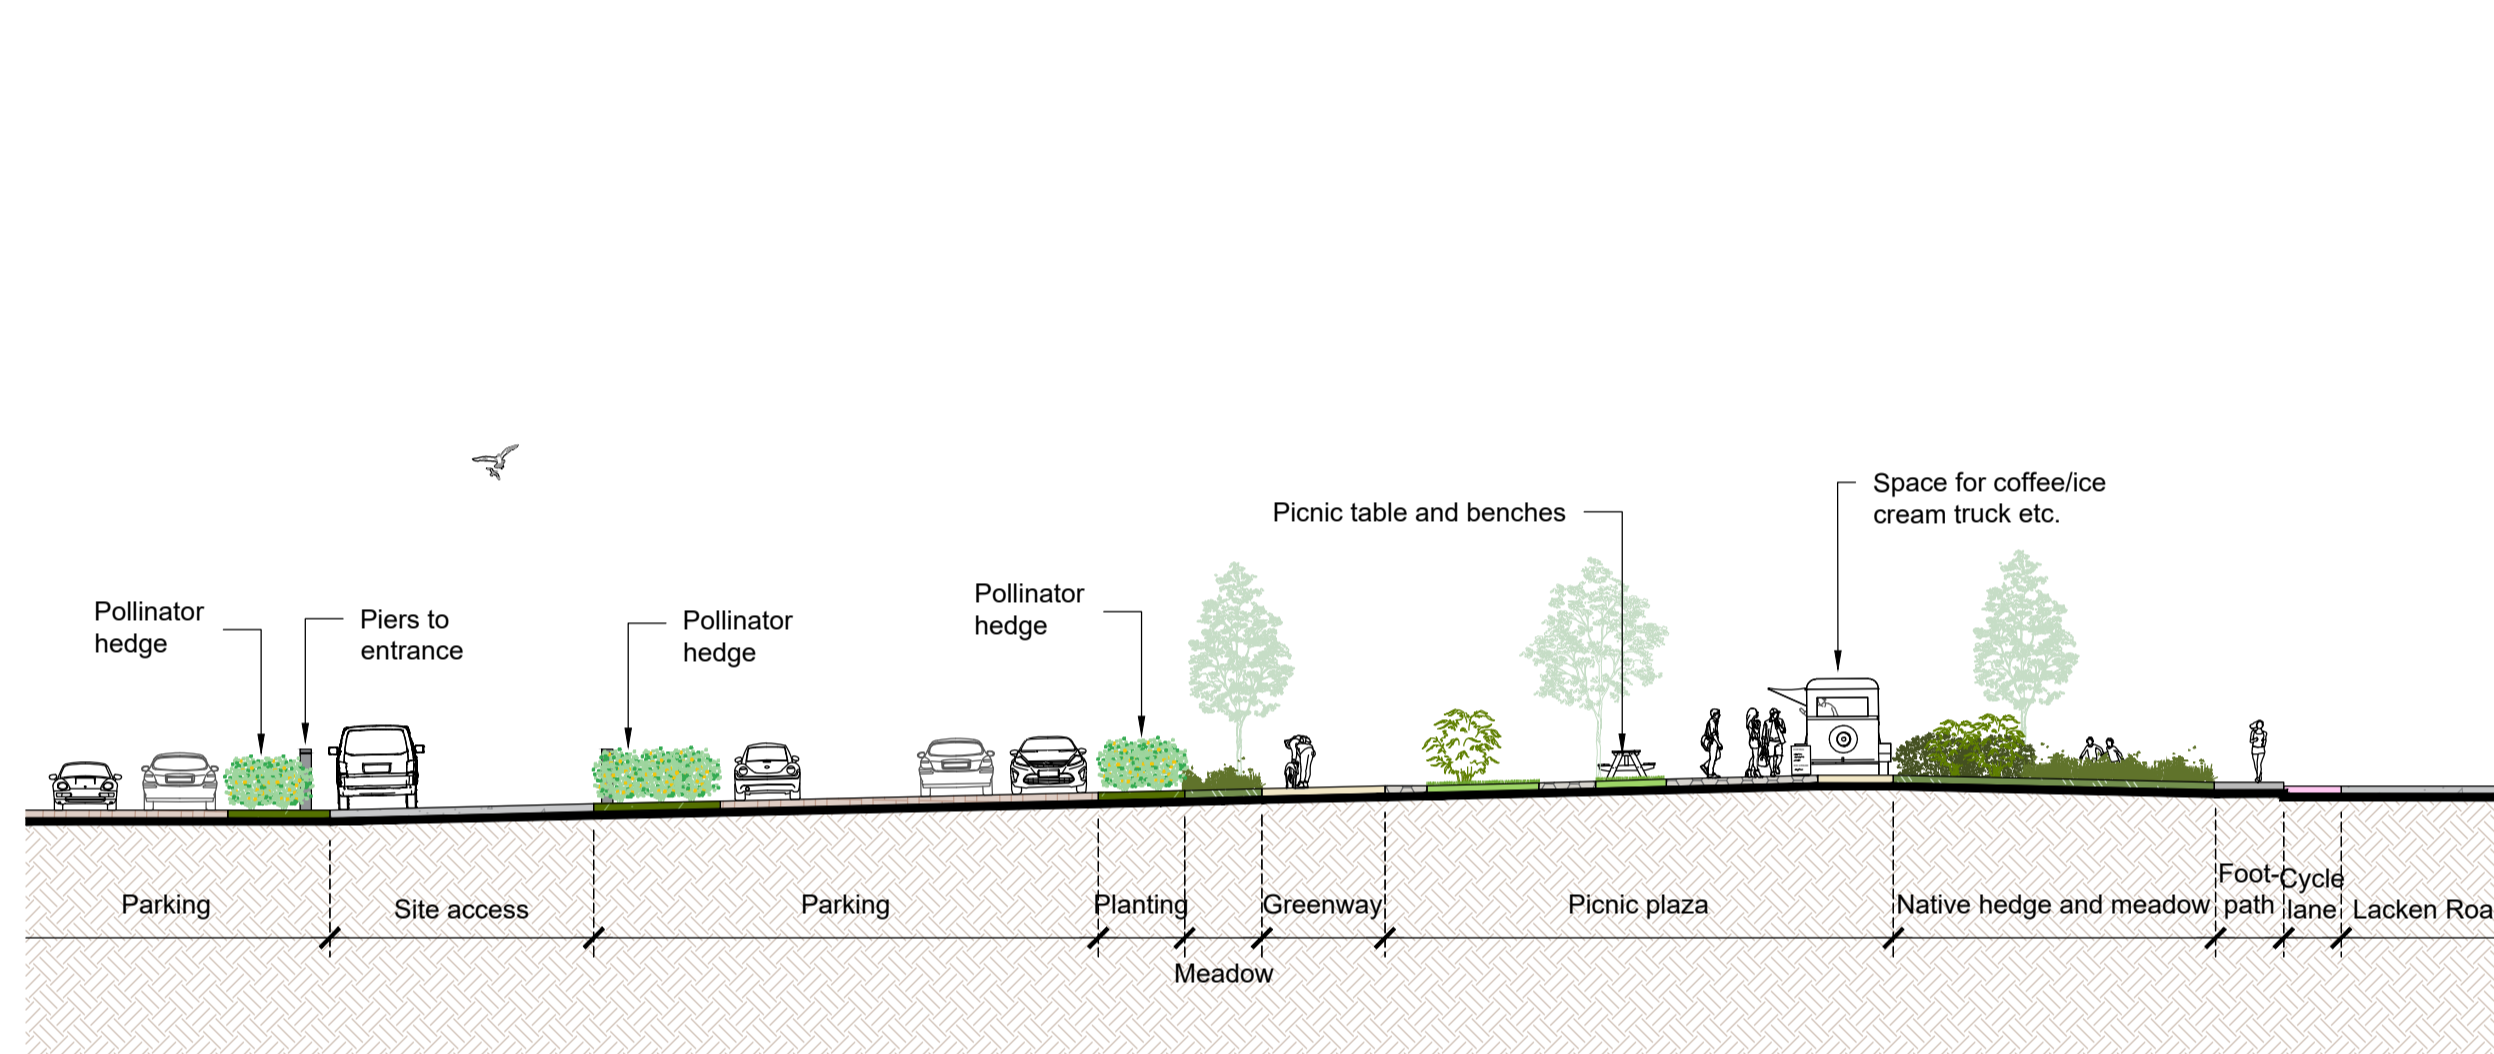 Space for coffee/ice
cream truck etc.
Picnic table and benches
Pollinator
hedge
Piers to
entrance
Pollinator
hedge
Pollinator
hedge
Parking
Site access
Parking
Planting
Meadow
Greenway
Picnic plaza
Native hedge and meadow
Foot-
path
Cycle
lane
Lacken Roa